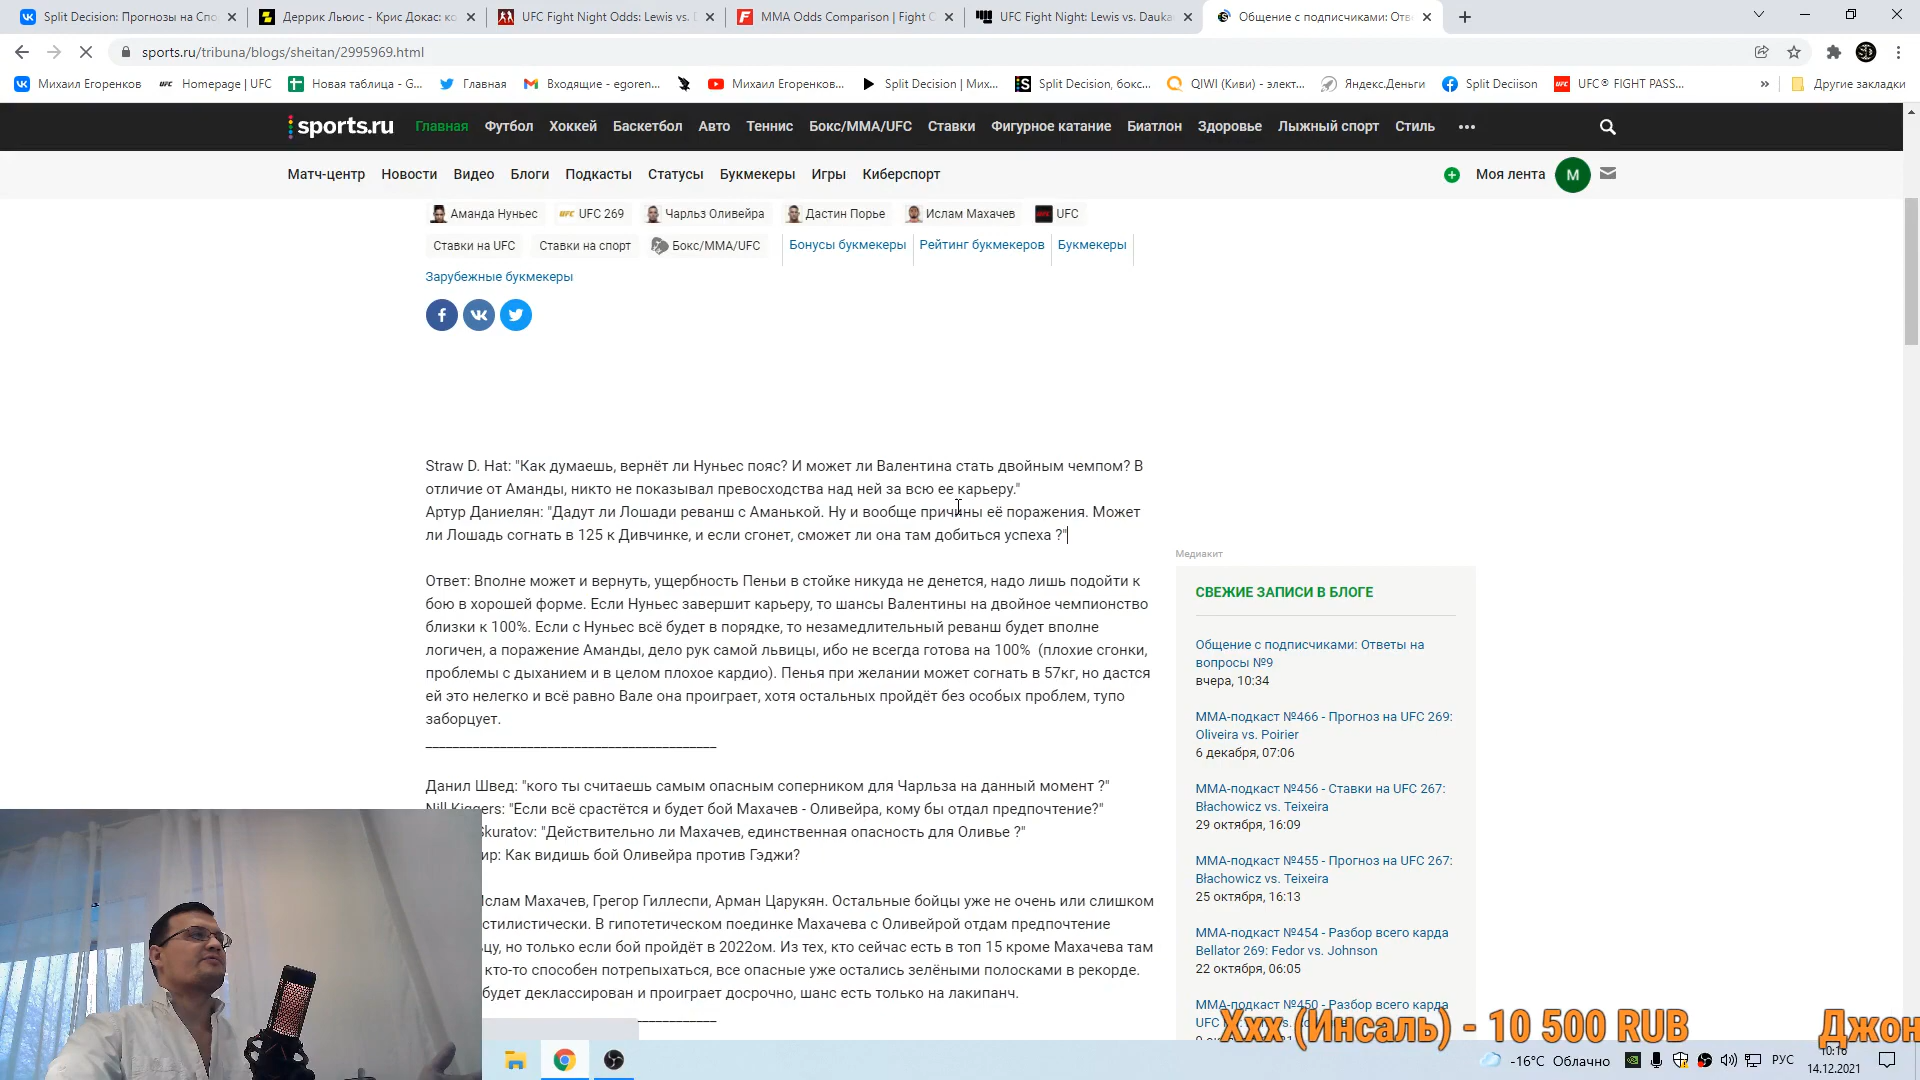 Split Decision: Прогнозы на Спо
Деррик Льюис - Крис Докас: ко
UFC Fight Night Odds: Lewis vs. D
MMA Odds Comparison | Fight O
UFC Fight Night: Lewis vs. Dauka
Общение с подписчиками: Отв
sports.ru/tribuna/blogs/sheitan/2995969.html
Михаил Егоренков
Homepage | UFC
Новая таблица - G...
Главная
Входящие - egoren...
Михаил Егоренков...
Split Decision | Мих...
Split Decision, бокс...
QIWI (Киви) - элект...
Яндекс.Деньги
Split Deciison
UFC® FIGHT PASS...
Другие закладки
sports.ru
Главная Футбол Хоккей Баскетбол Авто Теннис Бокс/MMA/UFC Ставки Фигурное катание Биатлон Здоровье Лыжный спорт Стиль
Матч-центр Новости Видео Блоги Подкасты Статусы Букмекеры Игры Киберспорт
Моя лента
М
Аманда Нуньес UFC 269 Чарльз Оливейра Дастин Порье Ислам Махачев UFC
Ставки на UFC Ставки на спорт Бокс/MMA/UFC Бонусы букмекеры Рейтинг букмекеров Букмекеры
Зарубежные букмекеры
Straw D. Hat: "Как думаешь, вернёт ли Нуньес пояс? И может ли Валентина стать двойным чемпом? В
отличие от Аманды, никто не показывал превосходства над ней за всю ее карьеру."
Артур Даниелян: "Дадут ли Лошади реванш с Аманькой. Ну и вообще причины её поражения. Может
ли Лошадь согнать в 125 к Дивчинке, и если сгонет, сможет ли она там добиться успеха ?"
Ответ: Вполне может и вернуть, ущербность Пеньи в стойке никуда не денется, надо лишь подойти к
бою в хорошей форме. Если Нуньес завершит карьеру, то шансы Валентины на двойное чемпионство
близки к 100%. Если с Нуньес всё будет в порядке, то незамедлительный реванш будет вполне
логичен, а поражение Аманды, дело рук самой львицы, ибо не всегда готова на 100% (плохие сгонки,
проблемы с дыханием и в целом плохое кардио). Пенья при желании может согнать в 57кг, но дастся
ей это нелегко и всё равно Вале она проиграет, хотя остальных пройдёт без особых проблем, тупо
заборцует.
Данил Швед: "кого ты считаешь самым опасным соперником для Чарльза на данный момент ?"
Nill Kiggers: "Если всё срастётся и будет бой Махачев - Оливейра, кому бы отдал предпочтение?"
Skuratov: "Действительно ли Махачев, единственная опасность для Оливье ?"
ир: Как видишь бой Оливейра против Гэджи?
Ислам Махачев, Грегор Гиллеспи, Арман Царукян. Остальные бойцы уже не очень или слишком
стилистически. В гипотетическом поединке Махачева с Оливейрой отдам предпочтение
цу, но только если бой пройдёт в 2022ом. Из тех, кто сейчас есть в топ 15 кроме Махачева там
кто-то способен потрепыхаться, все опасные уже остались зелёными полосками в рекорде.
будет деклассирован и проиграет досрочно, шанс есть только на лакипанч.
Медиакит
СВЕЖИЕ ЗАПИСИ В БЛОГЕ
Общение с подписчиками: Ответы на
вопросы №9
вчера, 10:34
ММА-подкаст №466 - Прогноз на UFC 269:
Oliveira vs. Poirier
6 декабря, 07:06
ММА-подкаст №456 - Ставки на UFC 267:
Błachowicz vs. Teixeira
29 октября, 16:09
ММА-подкаст №455 - Прогноз на UFC 267:
Błachowicz vs. Teixeira
25 октября, 16:13
ММА-подкаст №454 - Разбор всего карда
Bellator 269: Fedor vs. Johnson
22 октября, 06:05
ММА-подкаст №450 - Разбор всего карда
Ххх (Инсаль) - 10 500 RUB
Джон
-16°C Облачно
РУС
10:16
14.12.2021